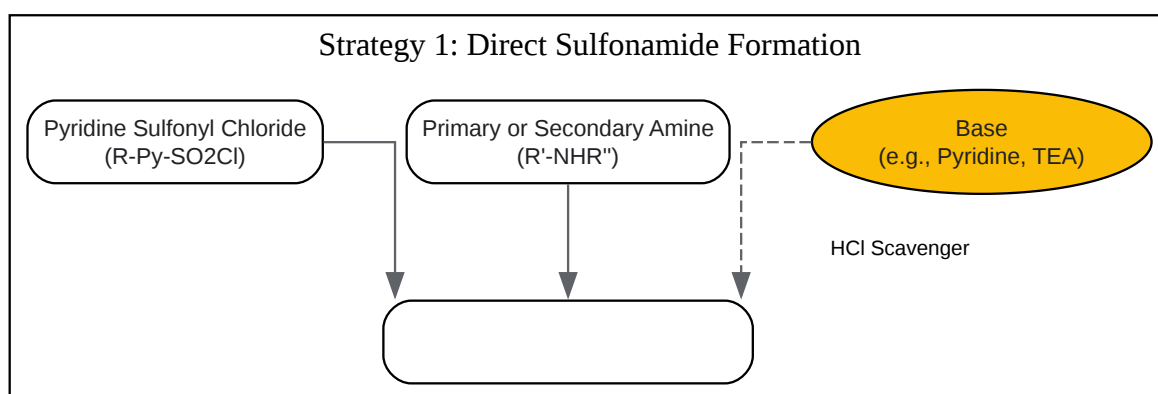 Strategy 1: Direct Sulfonamide Formation
Pyridine Sulfonyl Chloride
(R-Py-SO2Cl)
Primary or Secondary Amine
(R'-NHR")
Base
(e.g., Pyridine, TEA)
HCl Scavenger